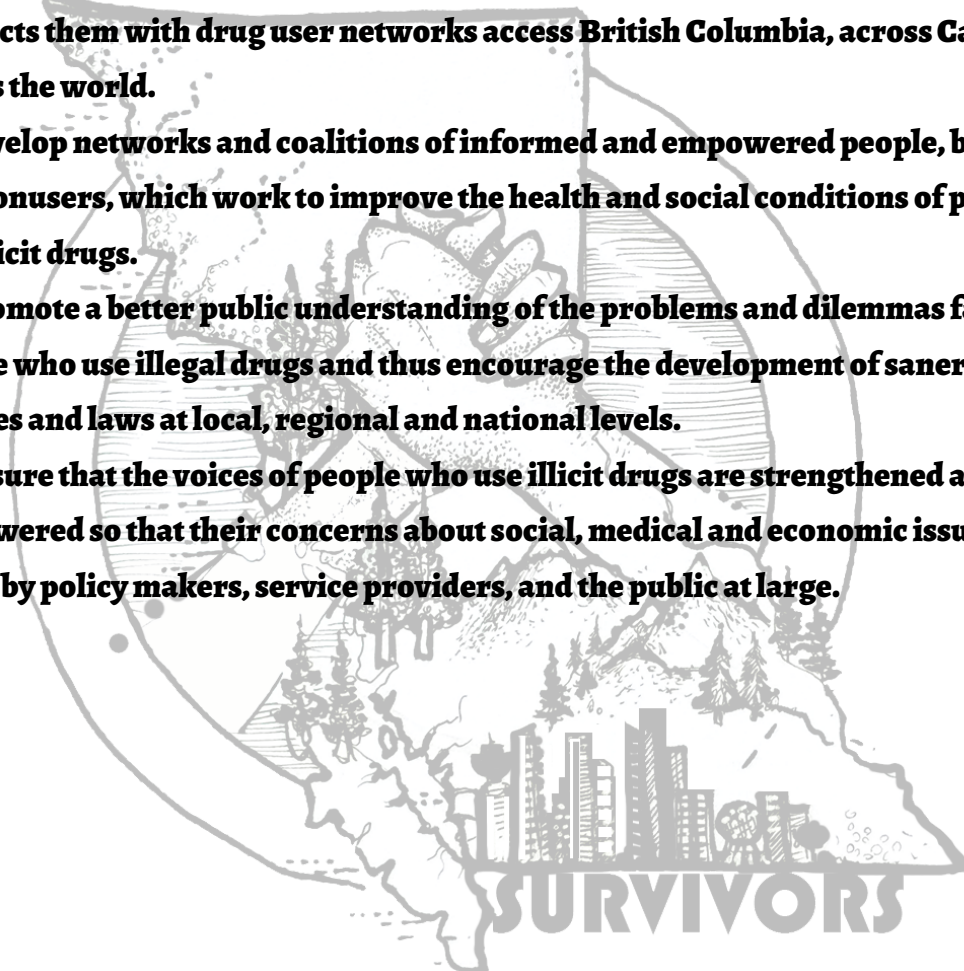 cts them with drug user networks access British Columbia, across Ca
s the world.
velop networks and coalitions of informed and empowered people, b
onusers, which work to improve the health and social conditions of p
icit drugs.
omote a better public understanding of the problems and dilemmas fa
e who use illegal drugs and thus encourage the development of saner
es and laws at local, regional and national levels.
sure that the voices of people who use illicit drugs are strengthened a
wered so that their concerns about social, medical and economic issu
by policy makers, service providers, and the public at large.
SURVIVORS